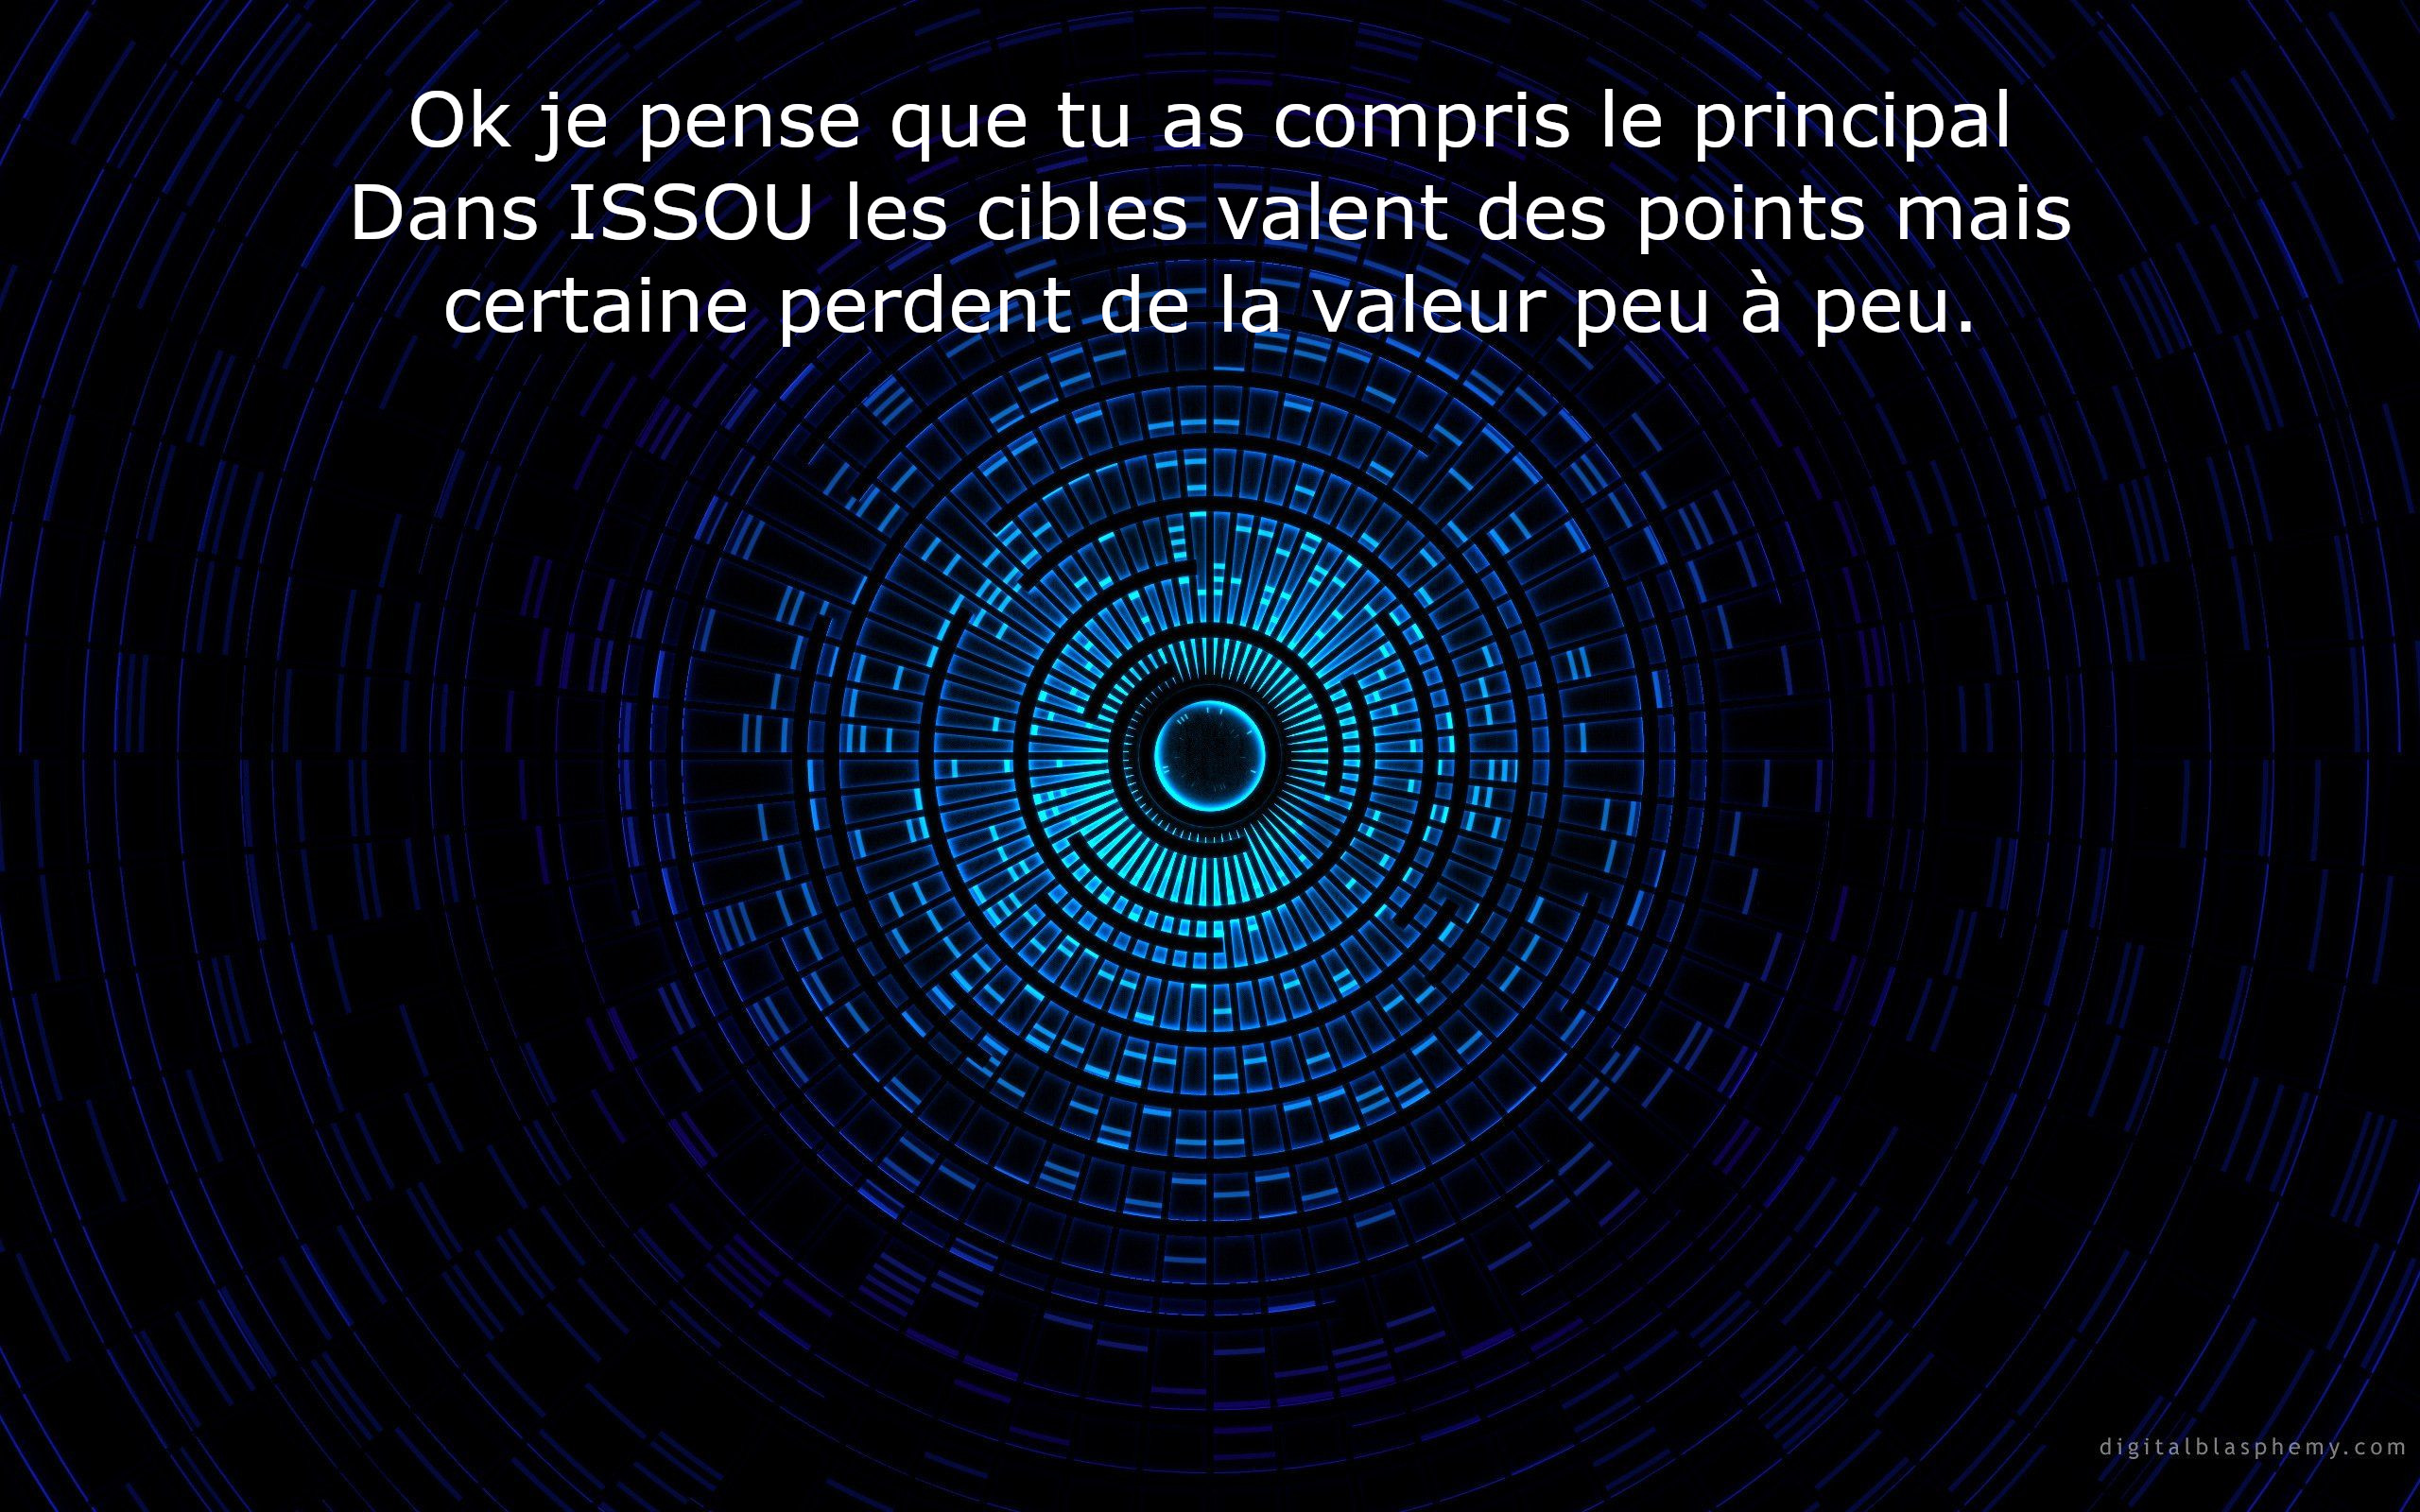 Ok je pense que tu as compris le principal
Dans ISSOU les cibles valent des points mais
certaine perdent de la valeur peu à peu.
digitalblasphemy.com